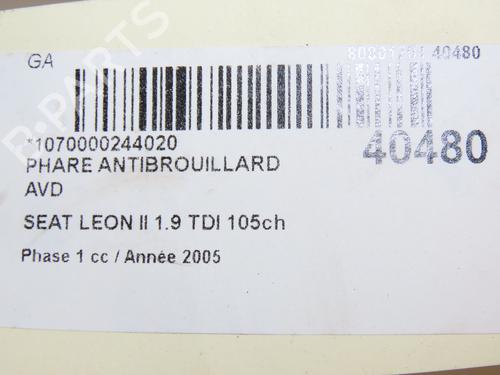 GA
40480
*1070000244020
PHARE ANTIBROUILLARD
AVD
40480
SEAT LEON II 1.9 TDI 105ch
Phase 1 cc / Année 2005
B-PARTS